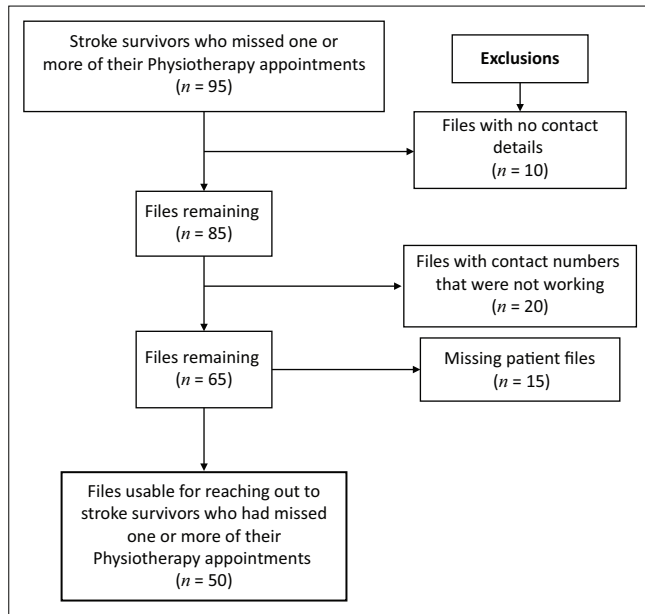 Stroke survivors who missed one or
more of their Physiotherapy appointments
(n = 95)
Exclusions
Files with no contact
details
(n = 10)
Files remaining
(n = 85)
Files with contact numbers
that were not working
(n = 20)
Files remaining
(n = 65)
Missing patient files
(n = 15)
Files usable for reaching out to
stroke survivors who had missed
one or more of their
Physiotherapy appointments
(n = 50)